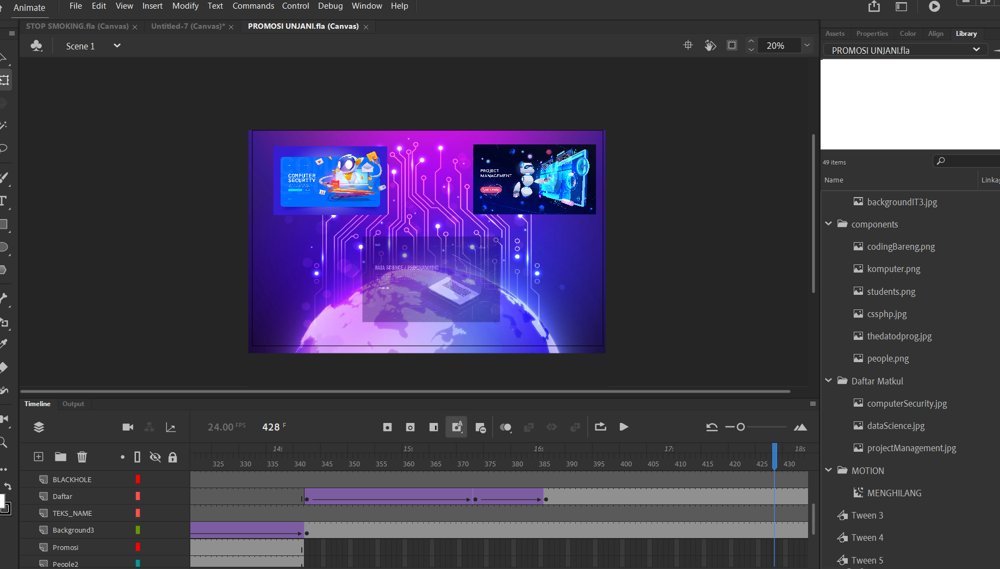 Animate File Edit View Insert Modify Text Commands Control Debug Window Help
STOP SMOKING.fla (Canvas) Untitled-7 (Canvas)* PROMOSI UNJANI.fla (Canvas)
Scene 1 20%
COMPUTER
SECURITY
PROJECT
MANAGEMENT
DATA SCIENCE / PROGRAMMING
Timeline Output
24.00 FPS 428 F
14s 15s 16s 17s 18s
325 330 335 340 345 350 355 360 365 370 375 380 385 390 395 400 405 410 415 420 425 430
BLACKHOLE
Daftar
TEKS_NAME
Background3
Promosi
People2
Assets Properties Color Align Library
PROMOSI UNJANI.fla
49 items
Name Linkag
backgroundIT3.jpg
components
codingBareng.png
komputer.png
students.png
cssphp.jpg
thedatodprog.jpg
people.png
Daftar Matkul
computerSecurity.jpg
dataScience.jpg
projectManagement.jpg
MOTION
MENGHILANG
Tween 3
Tween 4
Tween 5